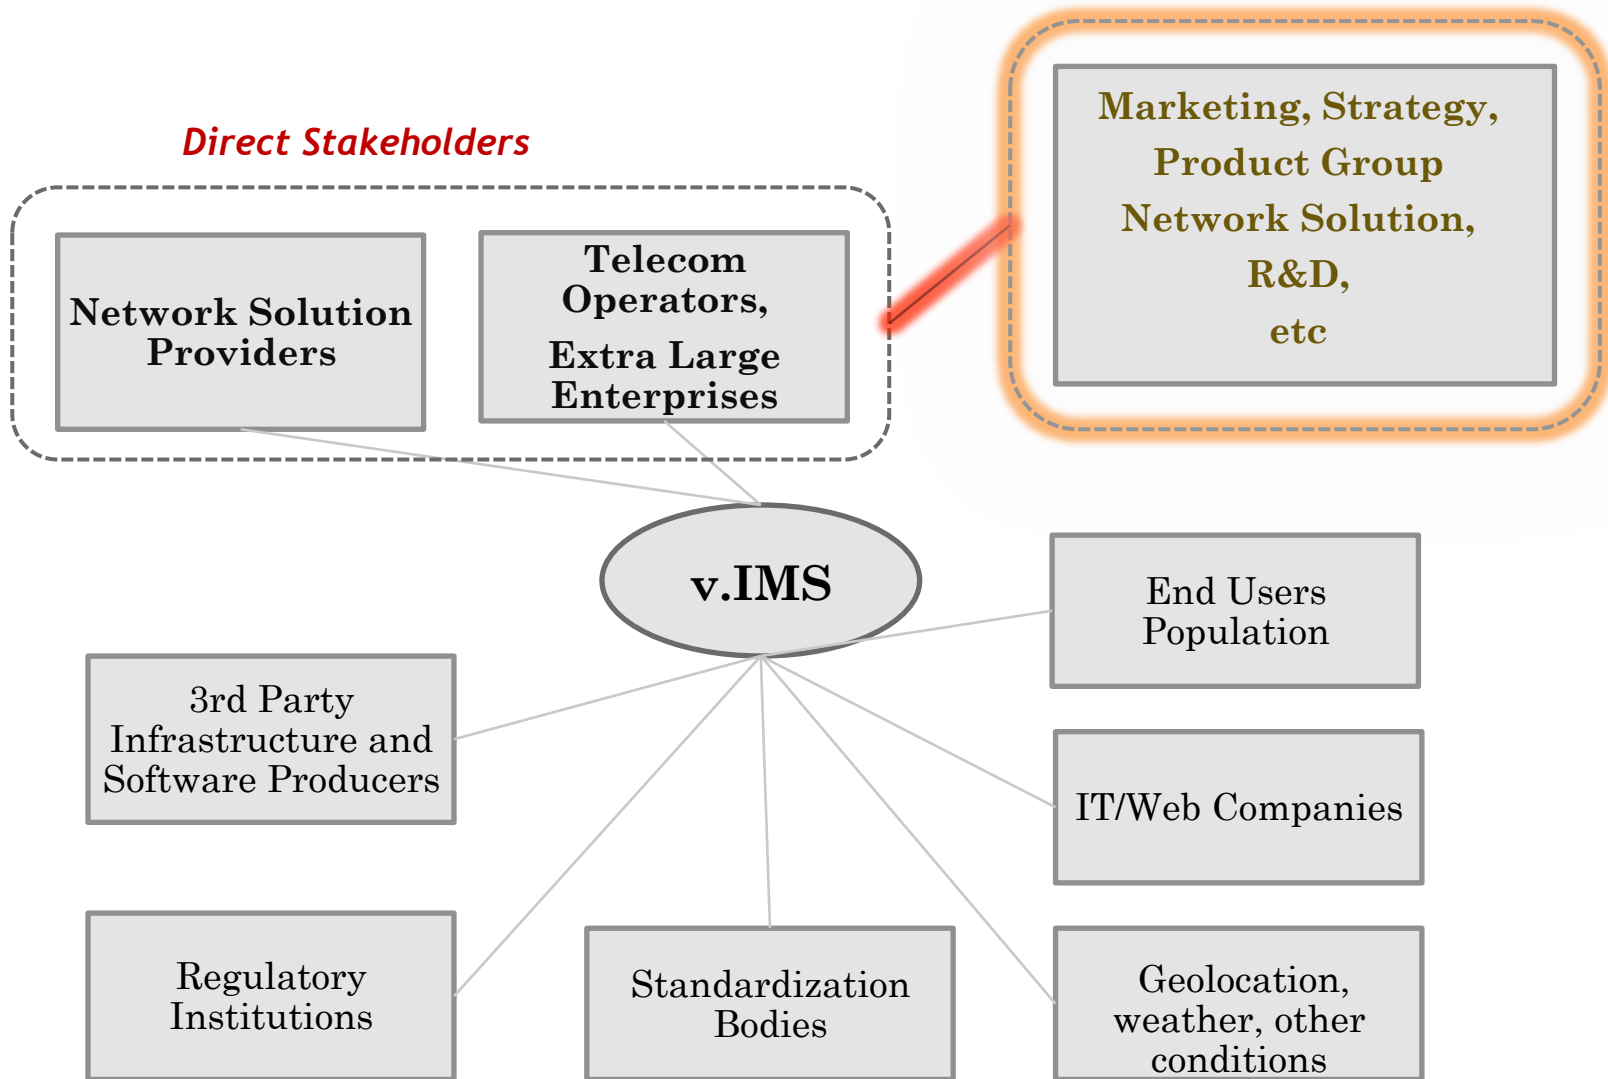 Direct Stakeholders
Marketing, Strategy,
Product Group
Network Solution,
R&D,
etc
Network Solution
Providers
Telecom
Operators,
Extra Large
Enterprises
v.IMS
End Users
Population
3rd Party
Infrastructure and
Software Producers
IT/Web Companies
Regulatory
Institutions
Standardization
Bodies
Geolocation,
weather, other
conditions